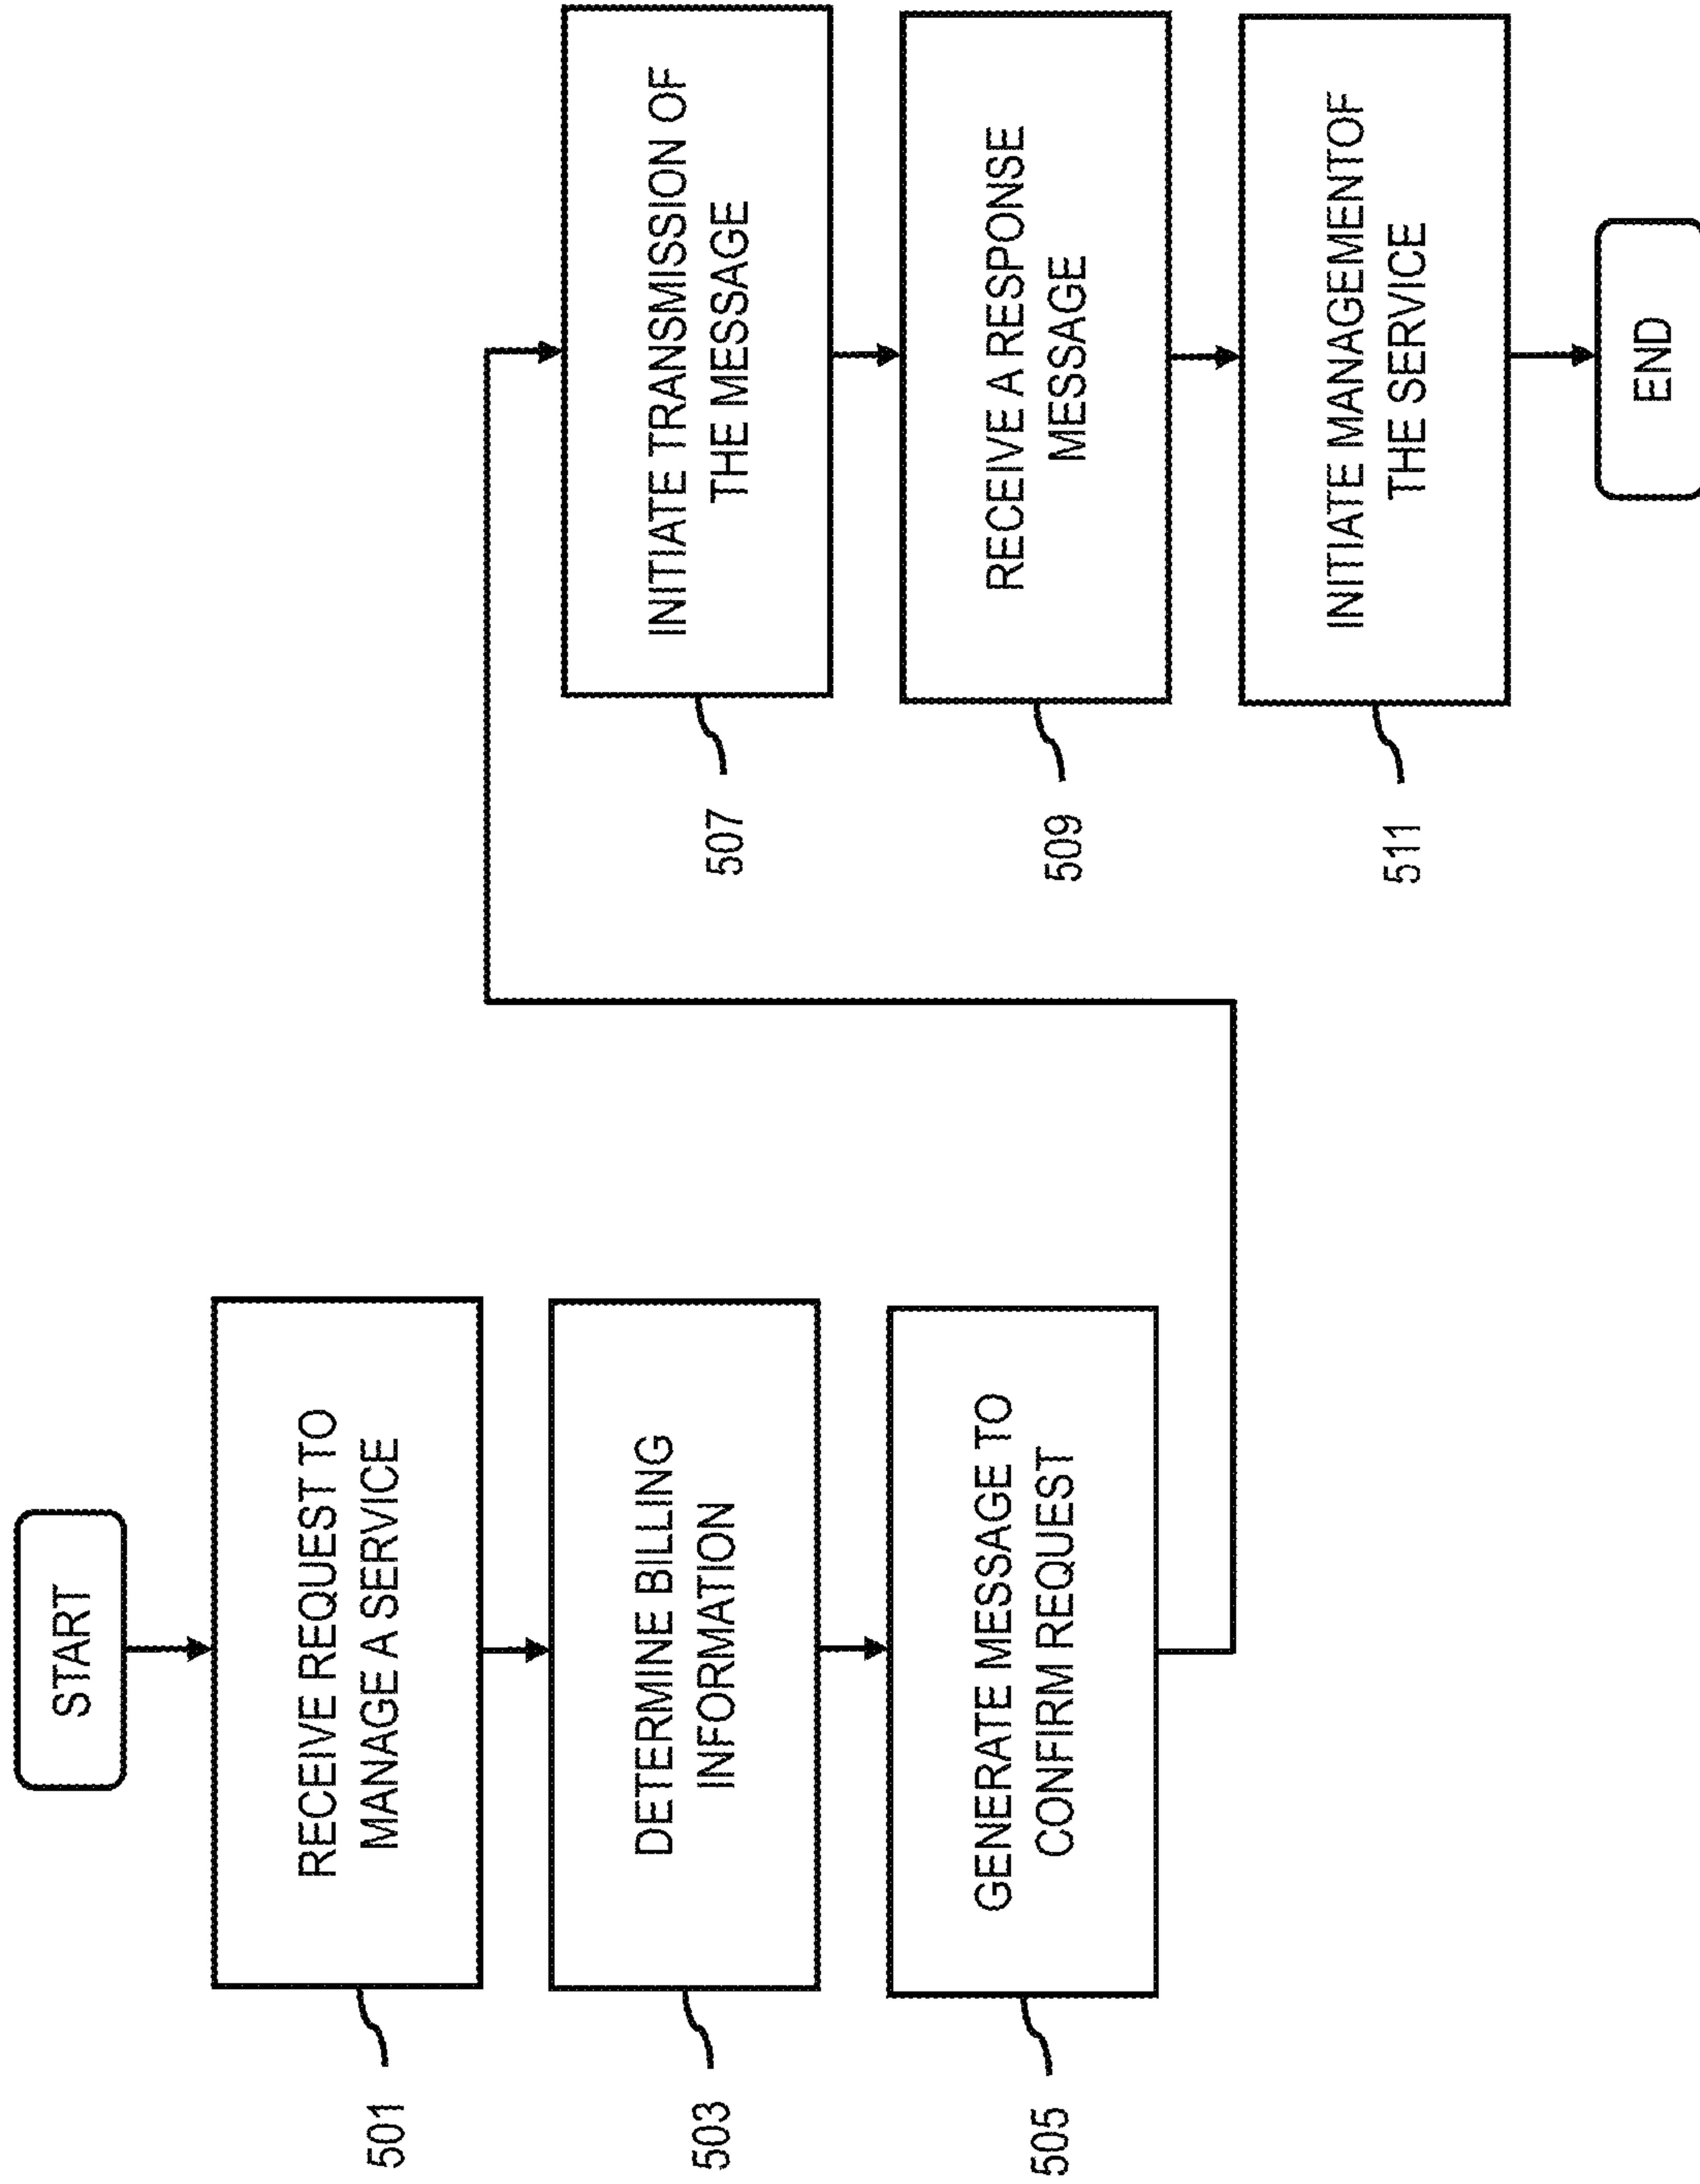 START
RECEIVE REQUEST TO
MANAGE A SERVICE
501
DETERMINE BILLING
INFORMATION
503
GENERATE MESSAGE TO
CONFIRM REQUEST
505
INITIATE TRANSMISSION OF
THE MESSAGE
507
RECEIVE A RESPONSE
MESSAGE
509
INITIATE MANAGEMENTOF
THE SERVICE
511
END